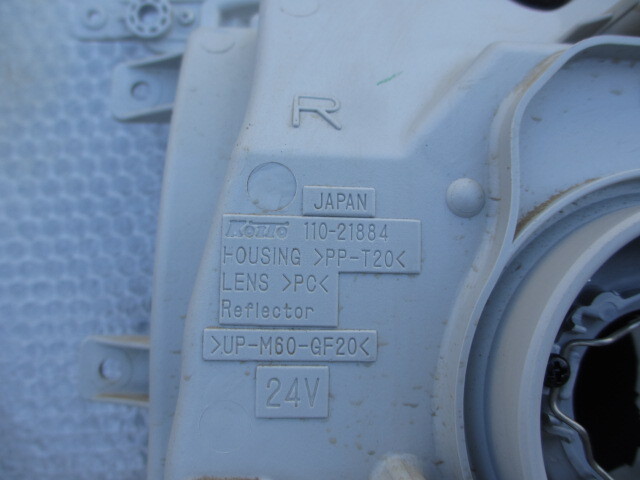 R
JAPAN
KOITO 110-21884
HOUSING >PP-T20<
LENS >PC<
Reflector
>UP-M60-GF20<
24V